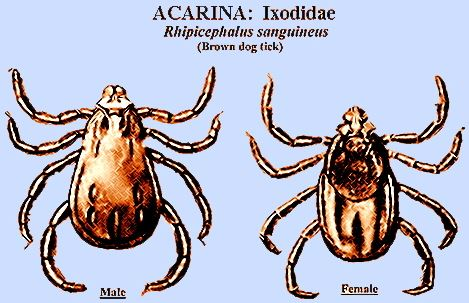 ACARINA: Ixodidae
Rhipicephalus sanguineus
(Brown dog tick)
Male
Female